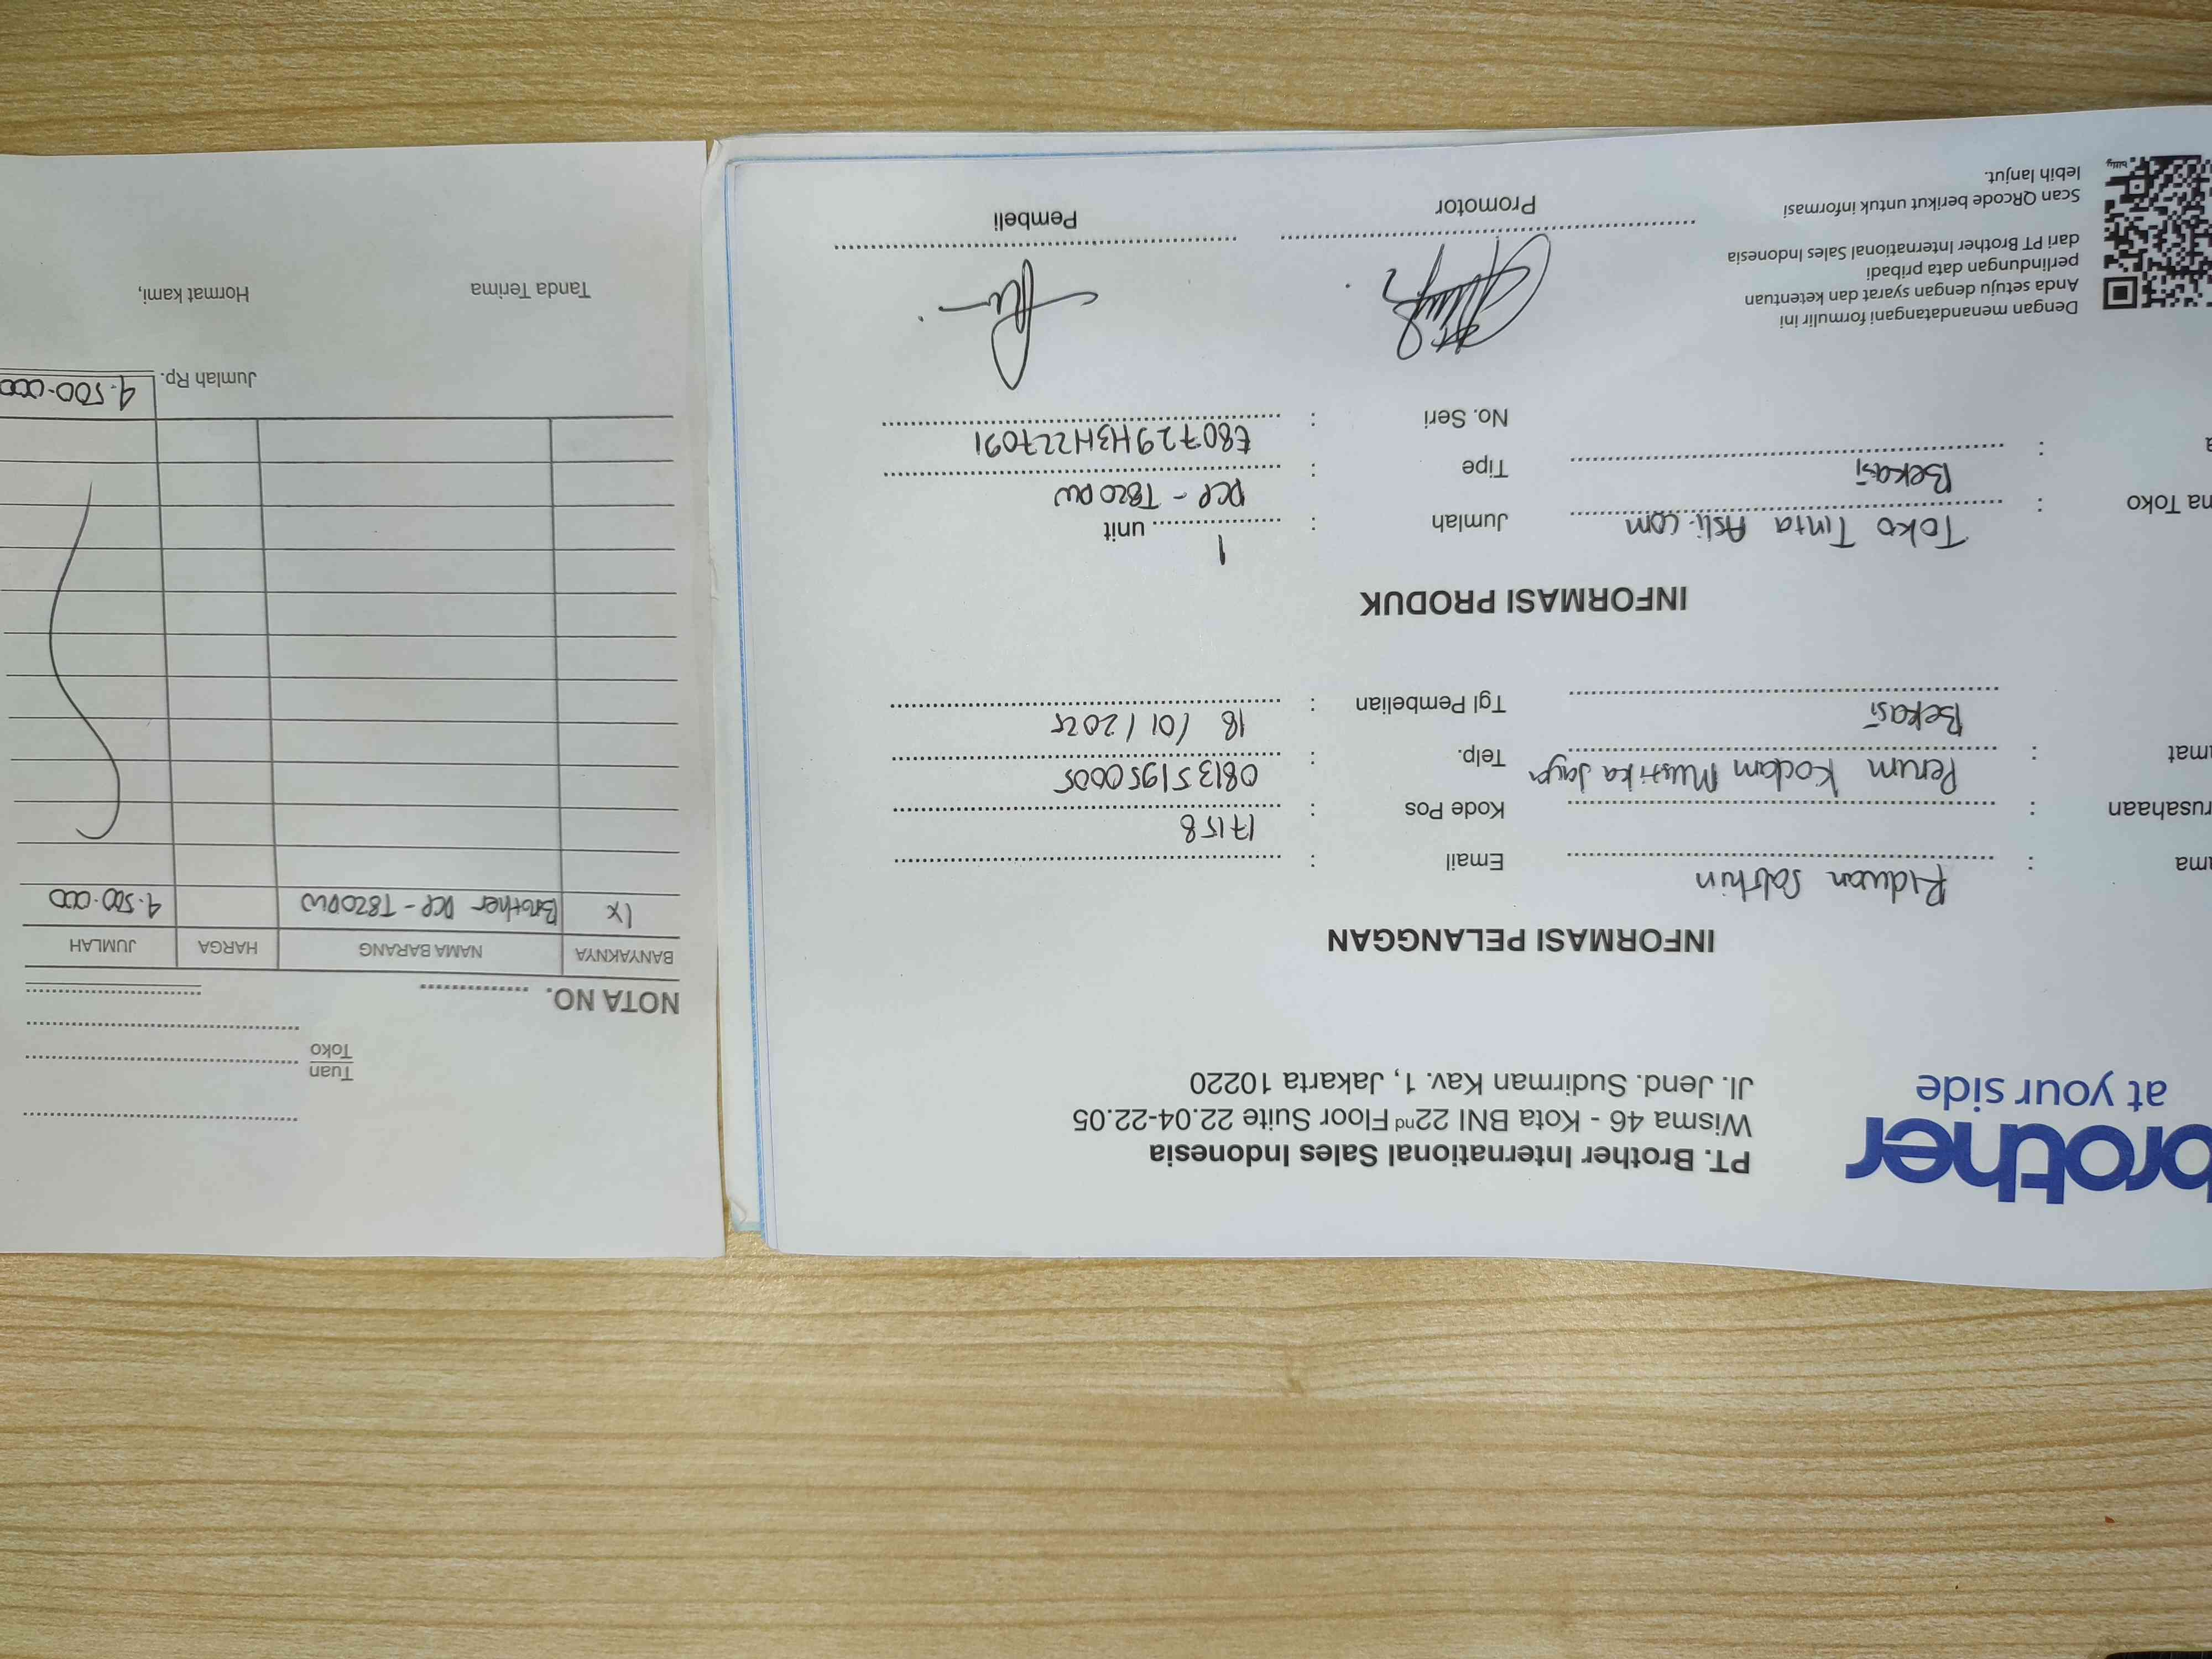 brother
at your side
PT. Brother International Sales Indonesia
Wisma 46 - Kota BNI 22nd Floor Suite 22.04-22.05
Jl. Jend. Sudirman Kav. 1, Jakarta 10220
INFORMASI PELANGGAN
ma : Riduan Solihin
rusahaan :
mat : Perum Kodam Mustika Jaya
Bekasi
Email :
Kode Pos : 17158
Telp. : 081351950005
Tgl Pembelian : 18 / 01 / 2025
INFORMASI PRODUK
ma Toko : Toko Tinta Asli.com
a : Bekasi
Jumlah : 1 unit
Tipe : DCP - T820DW
No. Seri : E80729H3H227091
Dengan menandatangani formulir ini
Anda setuju dengan syarat dan ketentuan
perlindungan data pribadi
dari PT Brother International Sales Indonesia
Scan QRcode berikut untuk informasi
lebih lanjut.
Promotor
Pembeli
Tuan
Toko
NOTA NO.
BANYAKNYA NAMA BARANG HARGA JUMLAH
1x Brother DCP - T820DW 4.500.000
Jumlah Rp. 4.500.000
Tanda Terima Hormat kami,